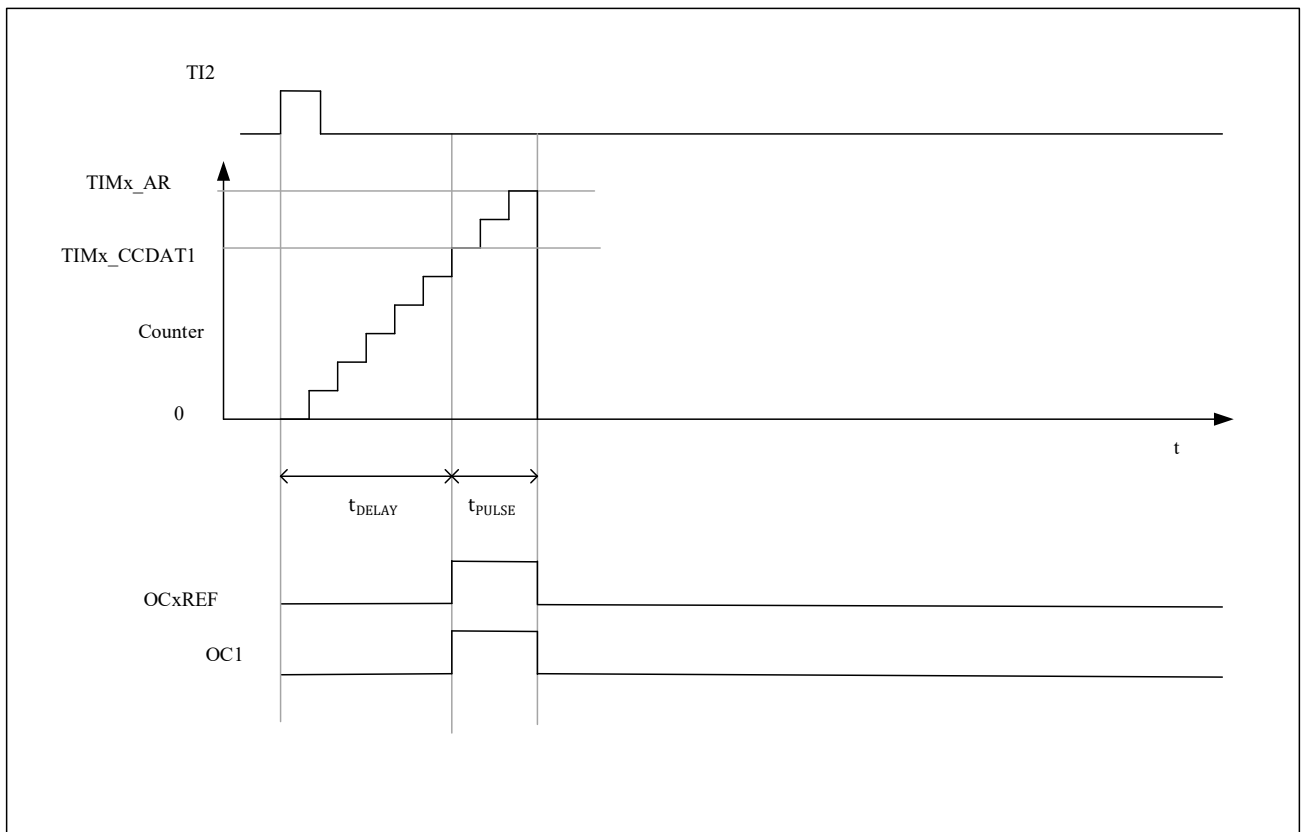 TI2
TIMx_AR
TIMx_CCDAT1
Counter
0
t
tDELAY
tPULSE
OCxREF
OC1